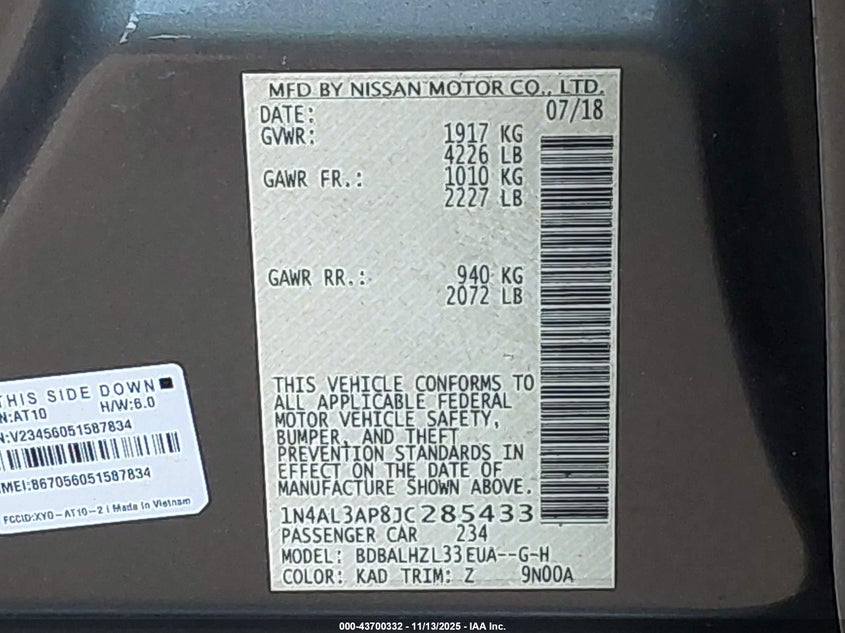 MFD BY NISSAN MOTOR CO., LTD.
DATE: 07/18
GVWR: 1917 KG
4226 LB
GAWR FR.: 1010 KG
2227 LB
GAWR RR.: 940 KG
2072 LB
THIS VEHICLE CONFORMS TO
ALL APPLICABLE FEDERAL
MOTOR VEHICLE SAFETY,
BUMPER, AND THEFT
PREVENTION STANDARDS IN
EFFECT ON THE DATE OF
MANUFACTURE SHOWN ABOVE.
1N4AL3AP8JC285433
PASSENGER CAR 234
MODEL: BDBALHZL33EUA--G-H
COLOR: KAD TRIM: Z 9N00A
THIS SIDE DOWN
N:AT10 H/W:6.0
N:V23456051587834
MEI:867056051587834
FCCID:XYO-AT10-2 | Made in Vietnam
000-43700332 - 11/13/2025 - IAA Inc.